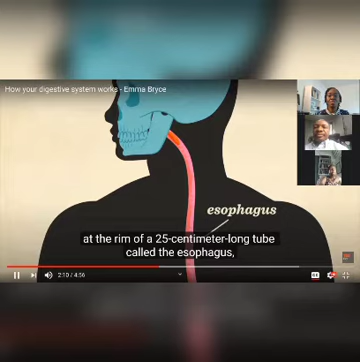 How your digestive system works - Emma Bryce
esophagus
at the rim of a 25-centimeter-long tube
called the esophagus,
2:10 / 4:56